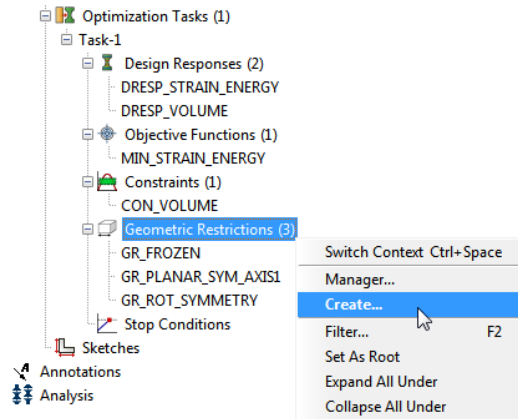 Optimization Tasks (1)
Task-1
Design Responses (2)
DRESP_STRAIN_ENERGY
DRESP_VOLUME
Objective Functions (1)
MIN_STRAIN_ENERGY
Constraints (1)
CON_VOLUME
Geometric Restrictions (3)
GR_FROZEN
GR_PLANAR_SYM_AXIS1
GR_ROT_SYMMETRY
Stop Conditions
Sketches
Annotations
Analysis
Switch Context Ctrl+Space
Manager...
Create...
Filter... F2
Set As Root
Expand All Under
Collapse All Under